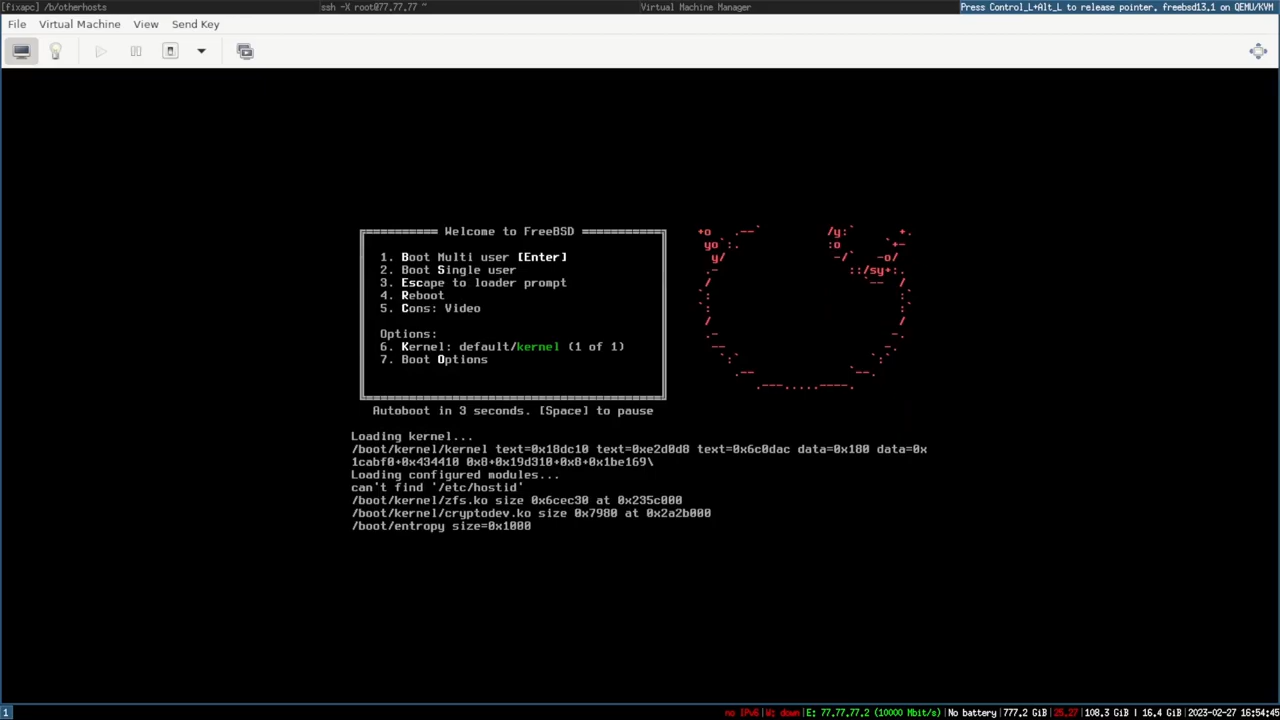 [fixapc] /b/otherhosts
ssh -X root@77.77.77 ~
Virtual Machine Manager
Press Control_L+Alt_L to release pointer. freebsd13.1 on QEMU/KVM
File Virtual Machine View Send Key
Welcome to FreeBSD
1. Boot Multi user [Enter]
2. Boot Single user
3. Escape to loader prompt
4. Reboot
5. Cons: Video
Options:
6. Kernel: default/kernel (1 of 1)
7. Boot Options
Autoboot in 3 seconds. [Space] to pause
Loading kernel...
/boot/kernel/kernel text=0x18dc10 text=0xe2d0d8 text=0x6c0dac data=0x180 data=0x
1cabf0+0x434410 0x8+0x19d310+0x8+0x1be169\
Loading configured modules...
can't find '/etc/hostid'
/boot/kernel/zfs.ko size 0x6cec30 at 0x235c000
/boot/kernel/cryptodev.ko size 0x7980 at 0x2a2b000
/boot/entropy size=0x1000
1
no IPv6|W: down|E: 77.77.77.2 (10000 Mbit/s)|No battery|777.2 GiB|25.27|108.3 GiB | 16.4 GiB|2023-02-27 16:54:45